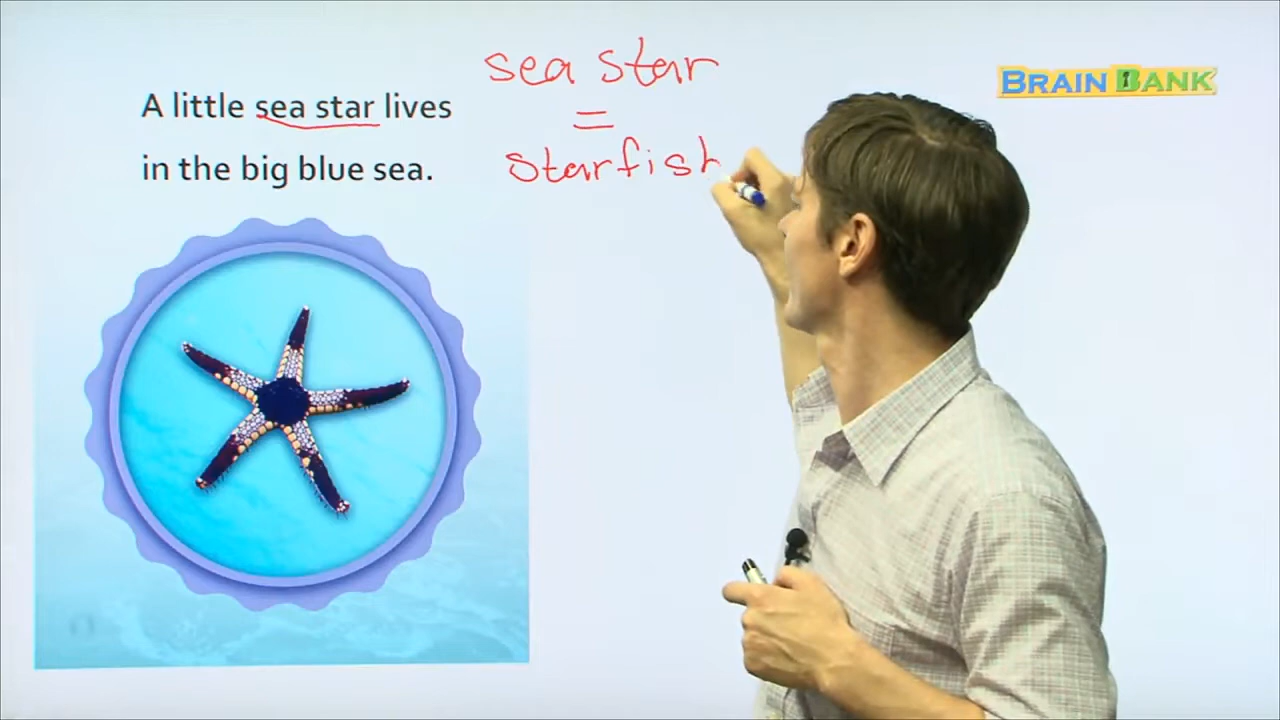 A little sea star lives
in the big blue sea.
sea star
=
starfish
BRAIN BANK